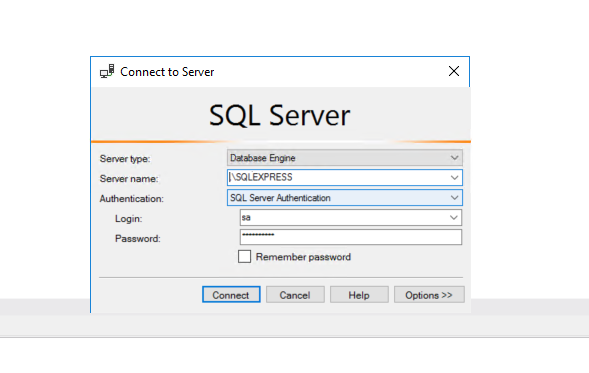 Connect to Server
SQL Server
Server type: Database Engine
Server name: .\SQLEXPRESS
Authentication: SQL Server Authentication
Login: sa
Password: **********
Remember password
Connect Cancel Help Options >>